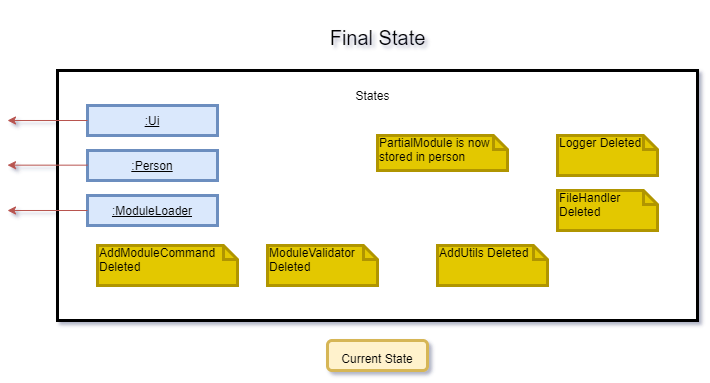 Final State
States
:Ui
:Person
:ModuleLoader
PartialModule is now
stored in person
Logger Deleted
FileHandler
Deleted
AddModuleCommand
Deleted
ModuleValidator
Deleted
AddUtils Deleted
Current State